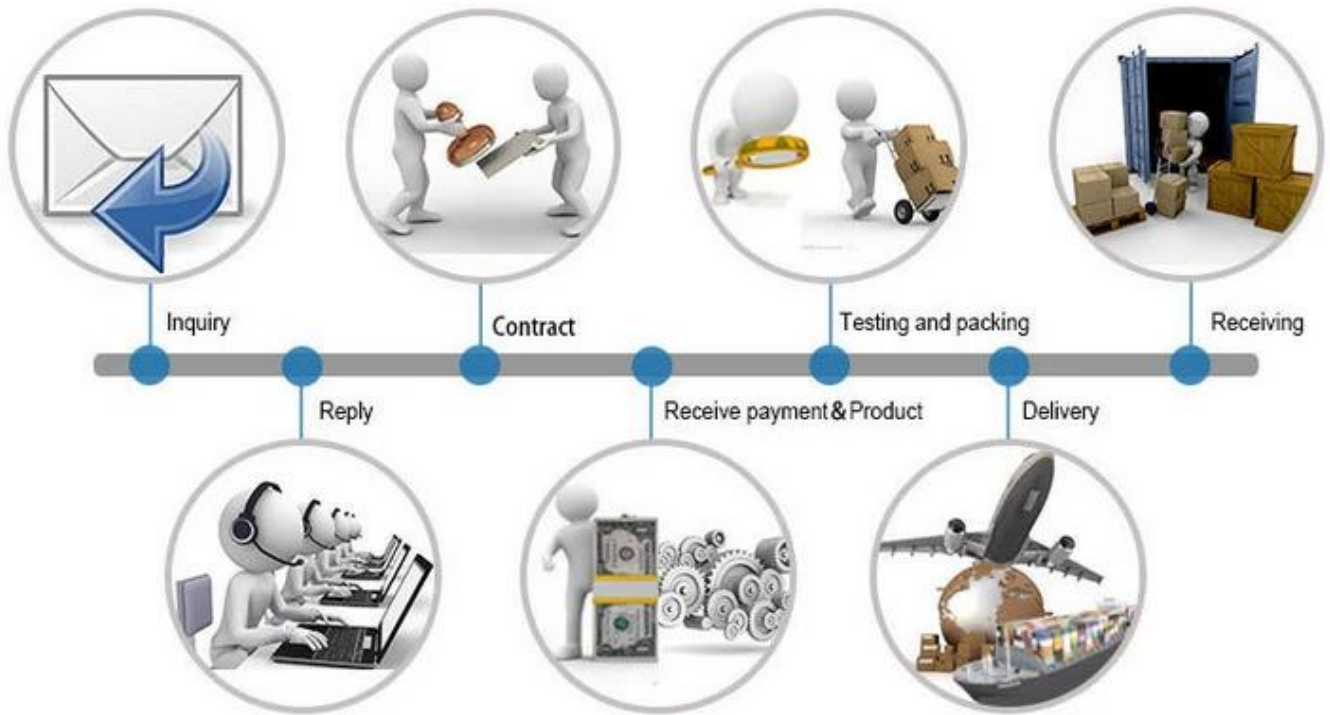 Inquiry
Reply
Contract
Receive payment & Product
Testing and packing
Delivery
Receiving